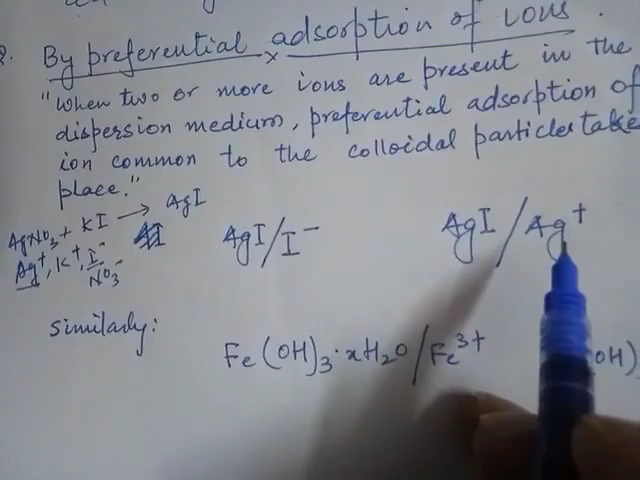 By preferential adsorption of ions.
"When two or more ions are present in the
dispersion medium, preferential adsorption of
ion common to the colloidal particles take
place."
AgNO₃ + KI → AgI
Ag⁺, K⁺, I⁻
NO₃⁻
AgI/I⁻
AgI/Ag⁺
Similarly:
Fe(OH)₃·xH₂O/Fe³⁺
OH)